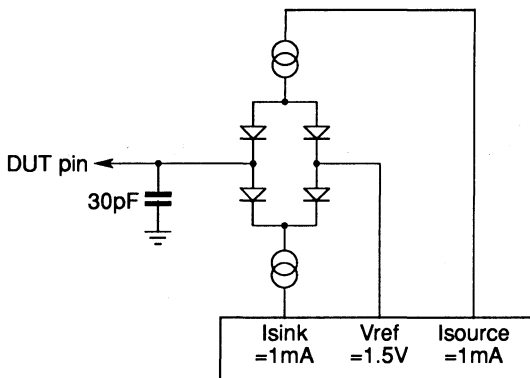 DUT pin
30pF
Isink Vref Isource
=1mA =1.5V =1mA